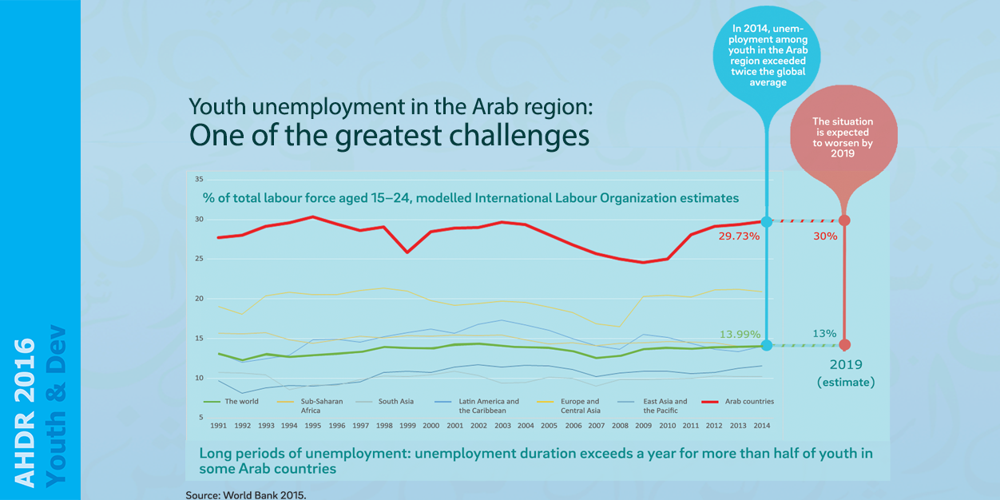 AHDR 2016
Youth & Dev
In 2014, unem-
ployment among
youth in the Arab
region exceeded
twice the global
average
The situation
is expected
to worsen by
2019
Youth unemployment in the Arab region:
One of the greatest challenges
% of total labour force aged 15–24, modelled International Labour Organization estimates
35
30
25
20
15
10
5
29.73%
30%
13.99%
13%
2019
(estimate)
The world
Sub-Saharan
Africa
South Asia
Latin America and
the Caribbean
Europe and
Central Asia
East Asia and
the Pacific
Arab countries
1991 1992 1993 1994 1995 1996 1997 1998 1999 2000 2001 2002 2003 2004 2005 2006 2007 2008 2009 2010 2011 2012 2013 2014
Long periods of unemployment: unemployment duration exceeds a year for more than half of youth in
some Arab countries
Source: World Bank 2015.